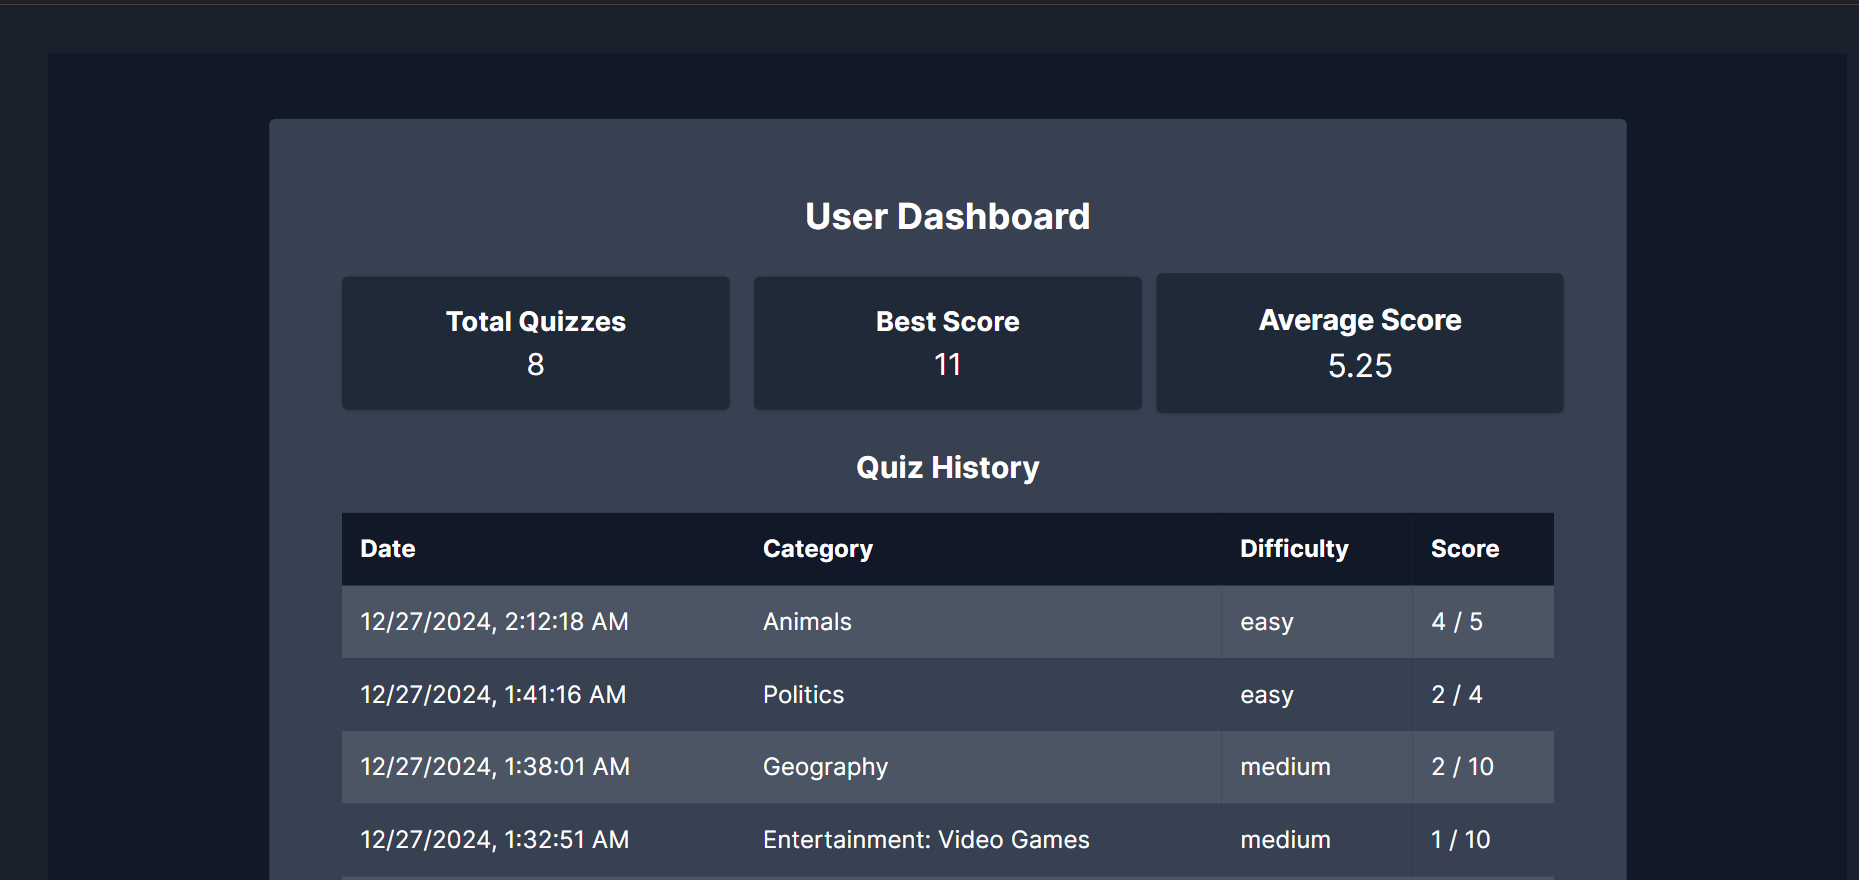 User Dashboard
Total Quizzes
8
Best Score
11
Average Score
5.25
Quiz History
Date Category Difficulty Score
12/27/2024, 2:12:18 AM Animals easy 4 / 5
12/27/2024, 1:41:16 AM Politics easy 2 / 4
12/27/2024, 1:38:01 AM Geography medium 2 / 10
12/27/2024, 1:32:51 AM Entertainment: Video Games medium 1 / 10